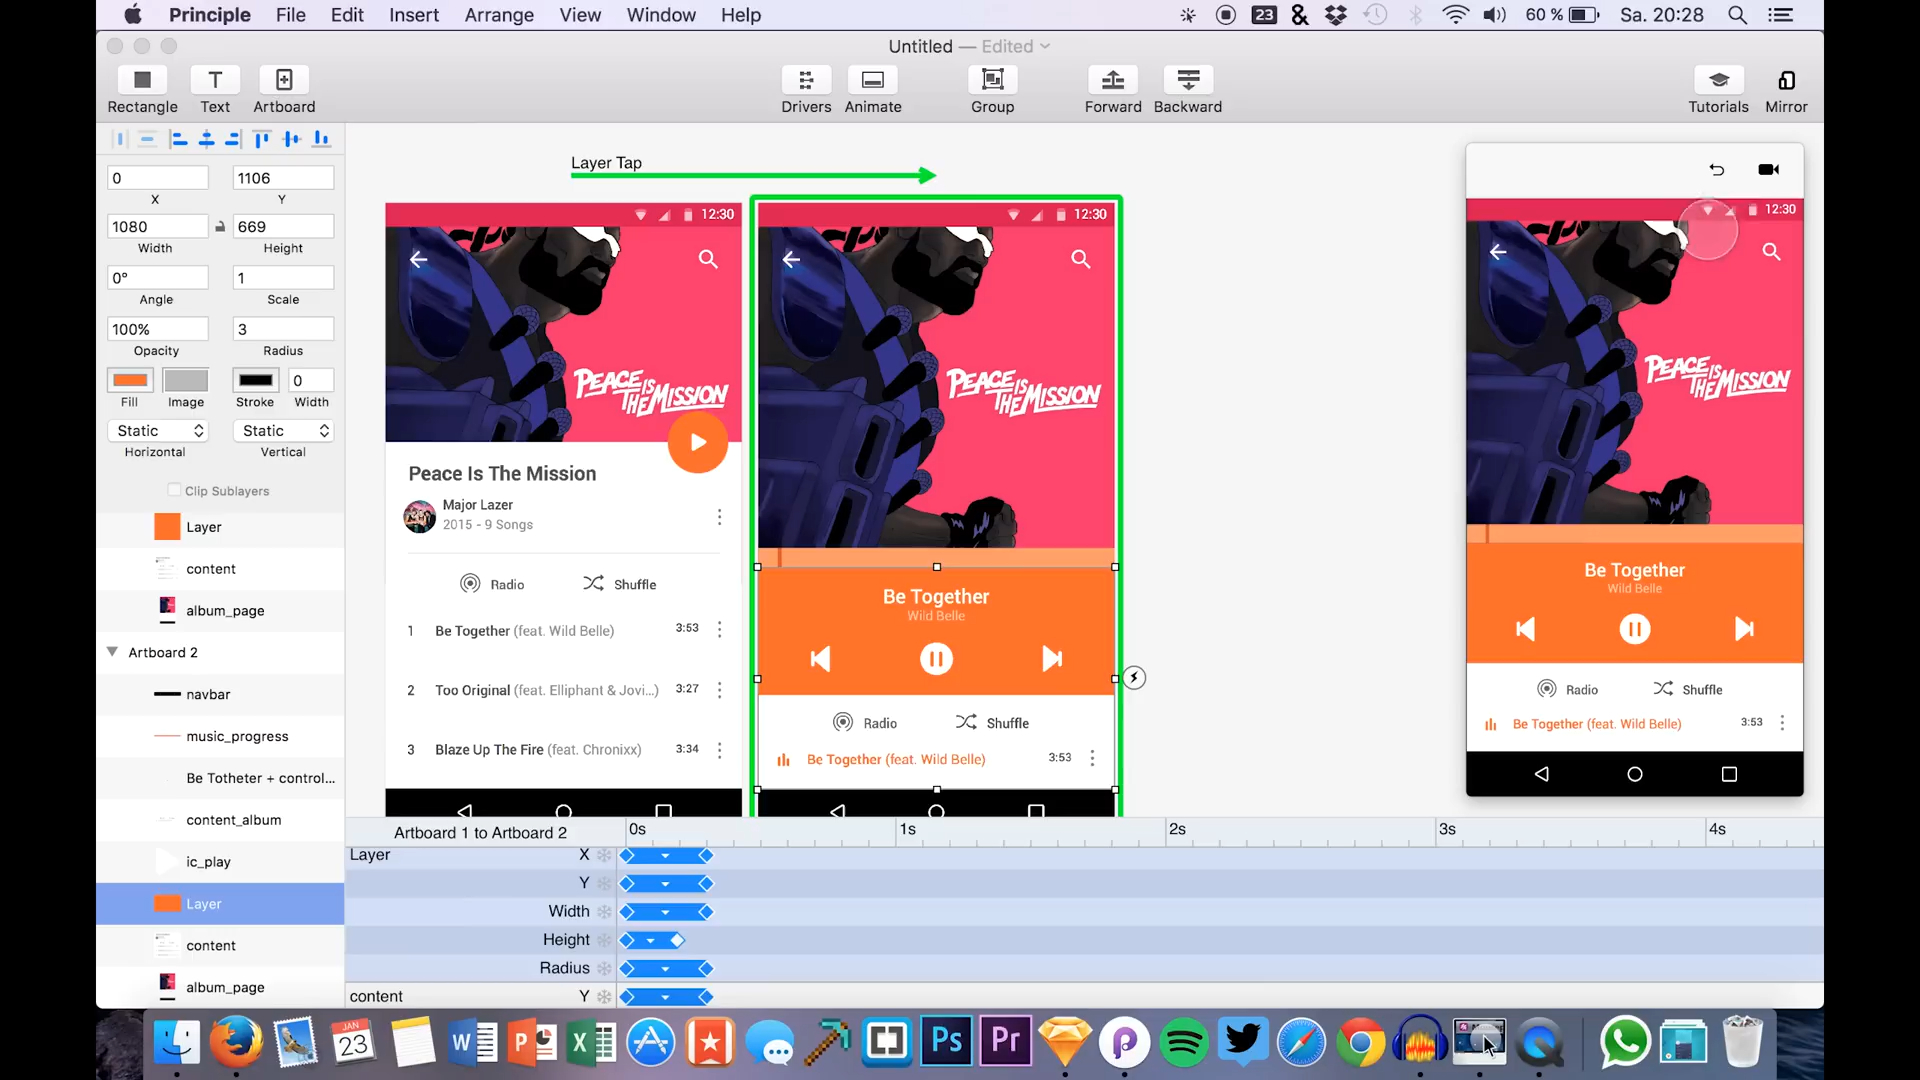 Principle File Edit Insert Arrange View Window Help
23 & 60 % Sa. 20:28
Untitled — Edited
Rectangle Text Artboard
Drivers Animate Group Forward Backward
Tutorials Mirror
0 1106
X Y
1080 669
Width Height
0° 1
Angle Scale
100% 3
Opacity Radius
0
Fill Image Stroke Width
Static Static
Horizontal Vertical
Clip Sublayers
Layer
content
album_page
Artboard 2
navbar
music_progress
Be Totheter + control...
content_album
ic_play
Layer
content
album_page
Layer Tap
12:30
PEACE IS THE MISSION
Peace Is The Mission
Major Lazer
2015 - 9 Songs
Radio Shuffle
1 Be Together (feat. Wild Belle) 3:53
2 Too Original (feat. Elliphant & Jovi...) 3:27
3 Blaze Up The Fire (feat. Chronixx) 3:34
12:30
PEACE IS THE MISSION
Be Together
Wild Belle
Radio Shuffle
Be Together (feat. Wild Belle) 3:53
12:30
PEACE IS THE MISSION
Be Together
Wild Belle
Radio Shuffle
Be Together (feat. Wild Belle) 3:53
Artboard 1 to Artboard 2 0s 1s 2s 3s 4s
Layer X
Y
Width
Height
Radius
content Y
JAN
23
W P X Ps Pr